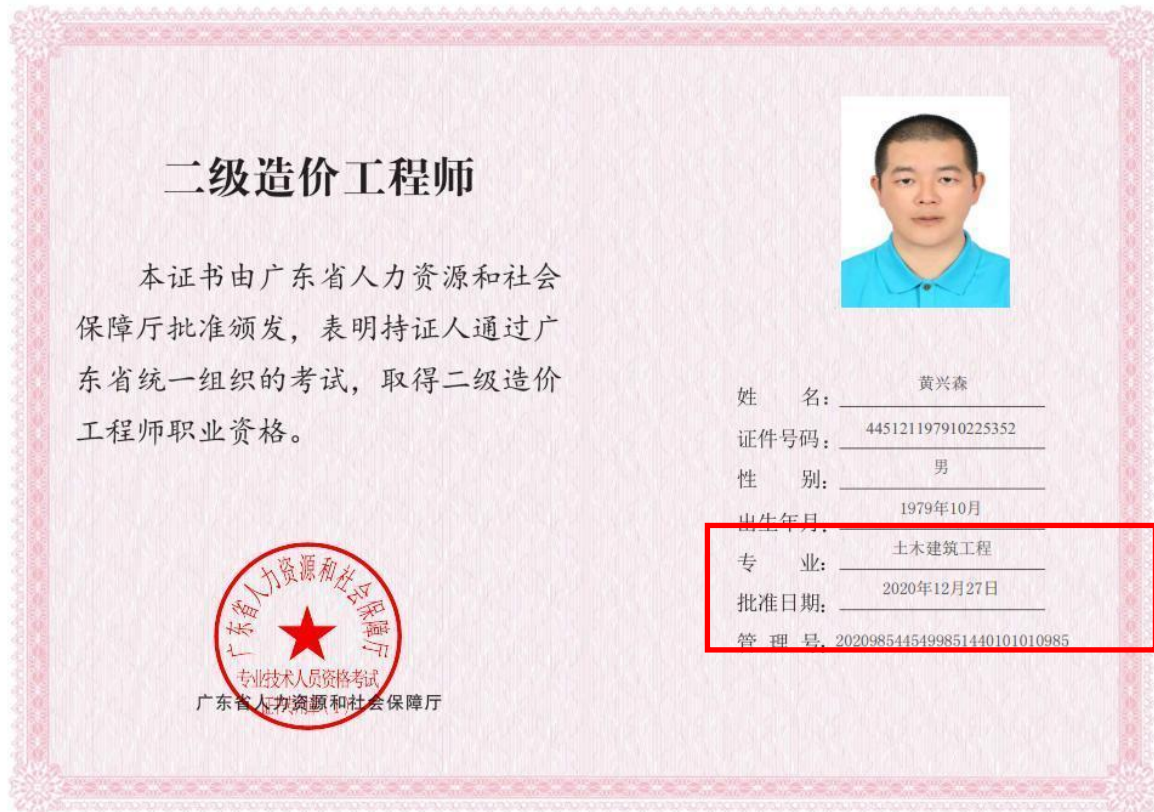 二级造价工程师
本证书由广东省人力资源和社会
保障厅批准颁发，表明持证人通过广
东省统一组织的考试，取得二级造价
工程师职业资格。
广东省人力资源和社会保障厅
专业技术人员资格考试
广东省人力资源和社会保障厅
姓 名：黄兴森
证件号码：445121197910225352
性 别：男
出生年月：1979年10月
专 业：土木建筑工程
批准日期：2020年12月27日
管 理 号：20209854454998514401010​10985